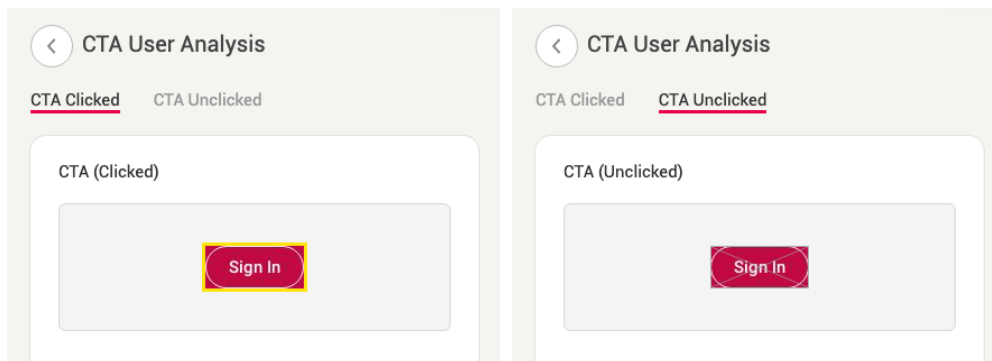 CTA User Analysis
CTA Clicked CTA Unclicked
CTA (Clicked)
Sign In
CTA User Analysis
CTA Clicked CTA Unclicked
CTA (Unclicked)
Sign In